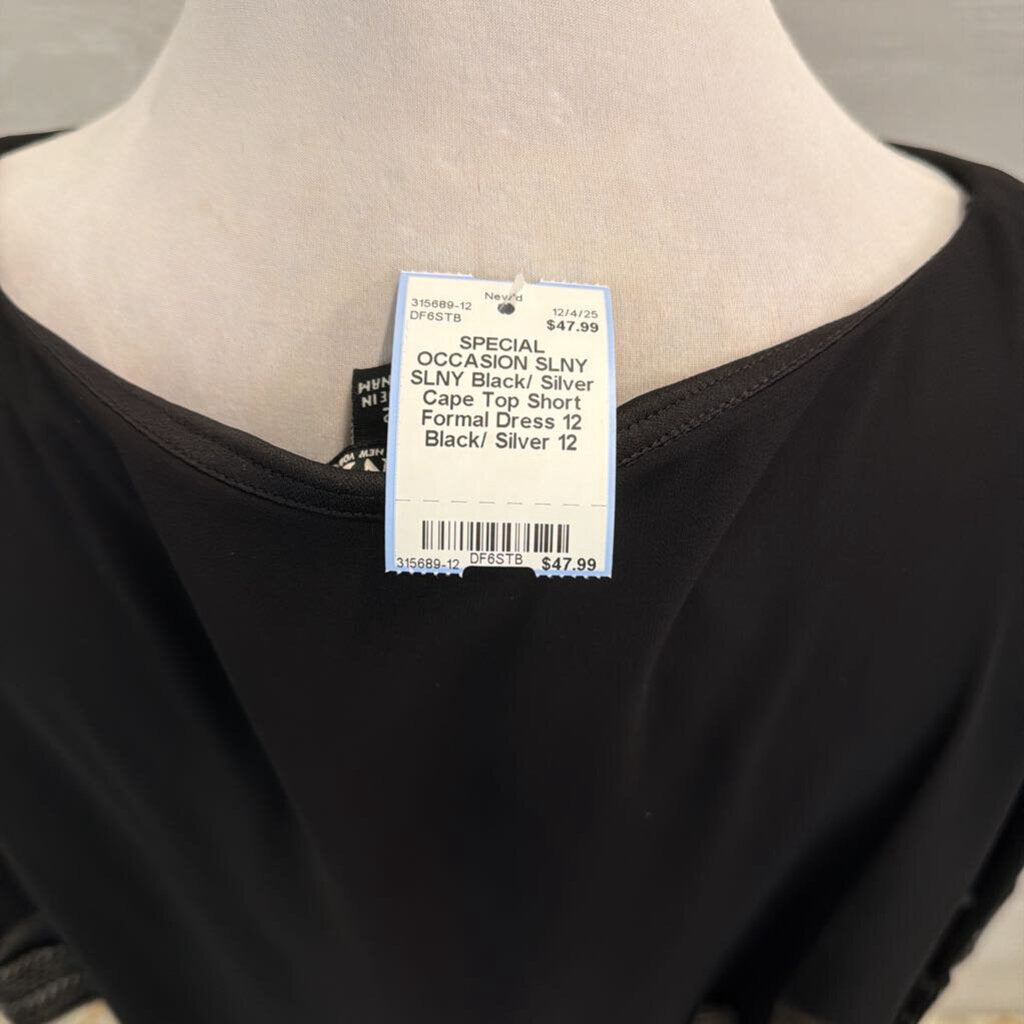 New'd
315689-12
12/4/25
DF6STB
$47.99
SPECIAL
OCCASION SLNY
SLNY Black/ Silver
Cape Top Short
Formal Dress 12
Black/ Silver 12
315689-12 DF6STB $47.99
NEW